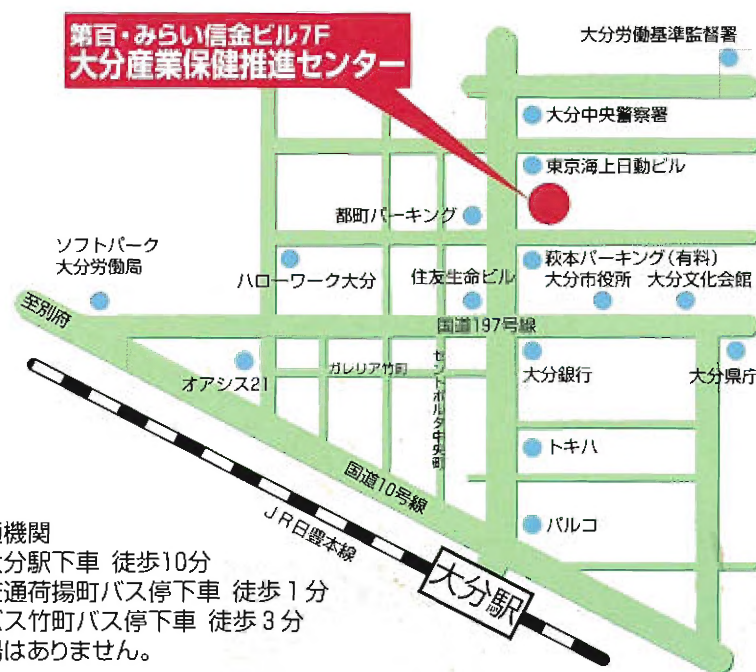 第百・みらい信金ビル7F
大分産業保健推進センター
大分労働基準監督署
大分中央警察署
東京海上日動ビル
都町パーキング
ソフトパーク
大分労働局
ハローワーク大分
住友生命ビル
萩本パーキング(有料)
大分市役所
大分文化会館
至別府
国道197号線
オアシス21
ガレリア竹町
セントポルタ中央町
大分銀行
大分県庁
トキハ
国道10号線
パルコ
JR日豊本線
大分駅
機関
大分駅下車 徒歩10分
通荷揚町バス停下車 徒歩1分
バス竹町バス停下車 徒歩3分
場はありません。